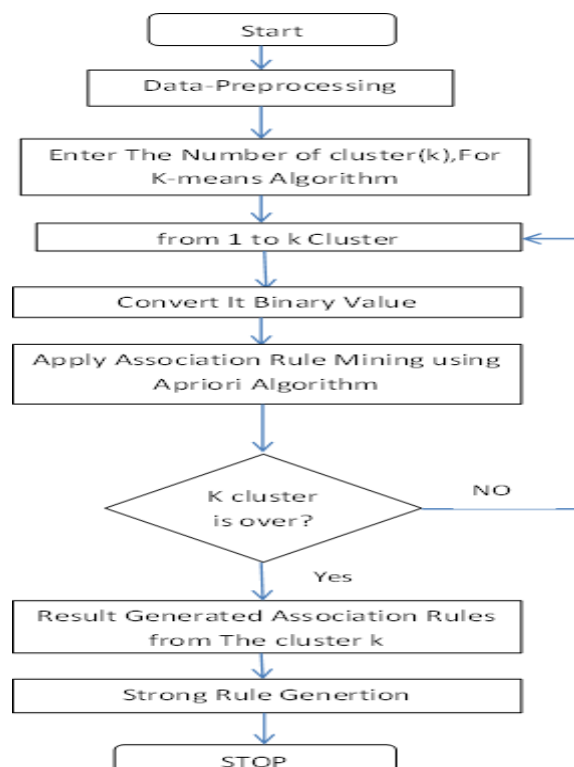 Start
Data-Preprocessing
Enter The Number of cluster(k),For
K-means Algorithm
from 1 to k Cluster
Convert It Binary Value
Apply Association Rule Mining using
Apriori Algorithm
K cluster
is over?
NO
Yes
Result Generated Association Rules
from The cluster k
Strong Rule Genertion
STOP